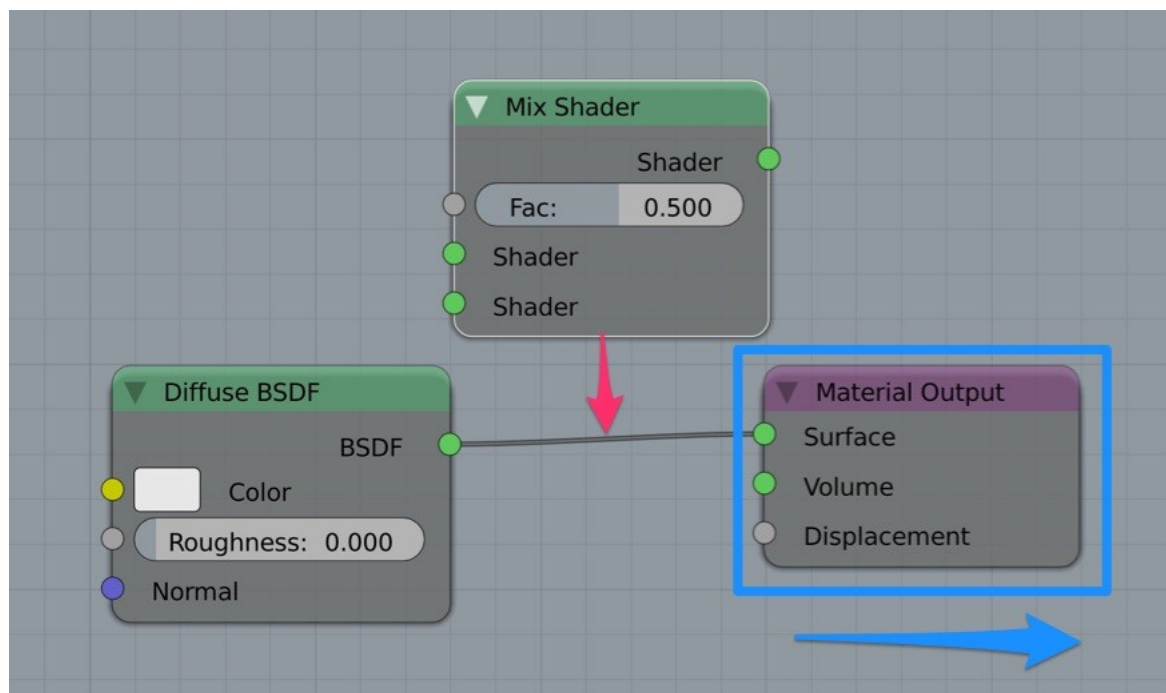 Mix Shader
Shader
Fac: 0.500
Shader
Shader
Diffuse BSDF
BSDF
Color
Roughness: 0.000
Normal
Material Output
Surface
Volume
Displacement